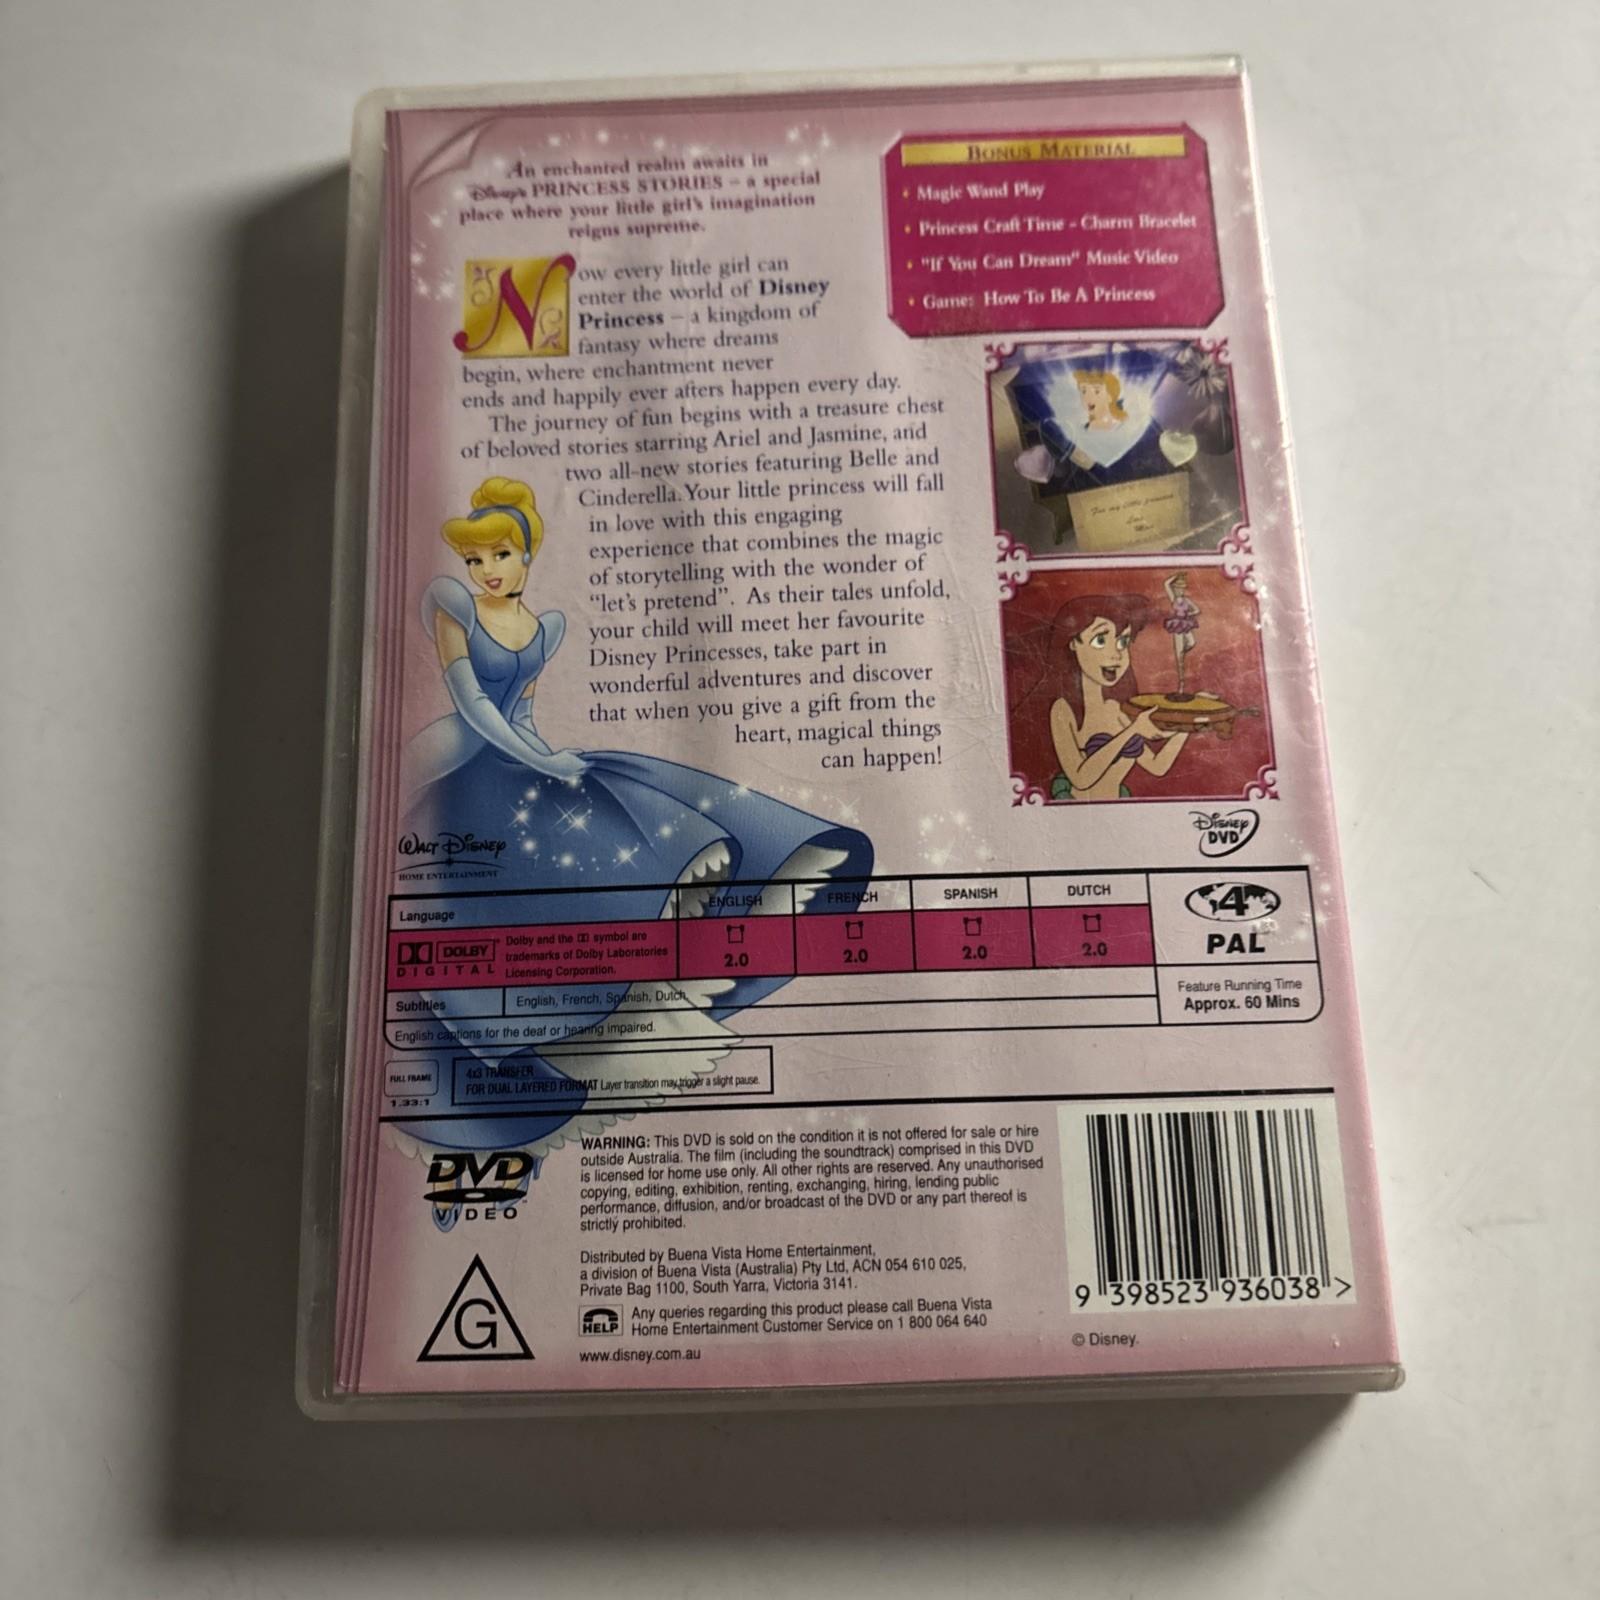 An enchanted realm awaits in
Disney's PRINCESS STORIES – a special
place where your little girl's imagination
reigns supreme.
Now every little girl can
enter the world of Disney
Princess – a kingdom of
fantasy where dreams
begin, where enchantment never
ends and happily ever afters happen every day.
The journey of fun begins with a treasure chest
of beloved stories starring Ariel and Jasmine, and
two all-new stories featuring Belle and
Cinderella. Your little princess will fall
in love with this engaging
experience that combines the magic
of storytelling with the wonder of
"let's pretend". As their tales unfold,
your child will meet her favourite
Disney Princesses, take part in
wonderful adventures and discover
that when you give a gift from the
heart, magical things
can happen!
BONUS MATERIAL
• Magic Wand Play
• Princess Craft Time - Charm Bracelet
• "If You Can Dream" Music Video
• Game: How To Be A Princess
For my little princess
Love
WALT DISNEY
HOME ENTERTAINMENT
DISNEY
DVD
Language ENGLISH FRENCH SPANISH DUTCH
DOLBY
DIGITAL
Dolby and the DD symbol are
trademarks of Dolby Laboratories
Licensing Corporation.
2.0 2.0 2.0 2.0
4
PAL
Subtitles English, French, Spanish, Dutch.
Feature Running Time
Approx. 60 Mins
English captions for the deaf or hearing impaired.
FULL FRAME
1.33:1
4x3 TRANSFER
FOR DUAL LAYERED FORMAT Layer transition may trigger a slight pause.
DVD
VIDEO
WARNING: This DVD is sold on the condition it is not offered for sale or hire
outside Australia. The film (including the soundtrack) comprised in this DVD
is licensed for home use only. All other rights are reserved. Any unauthorised
copying, editing, exhibition, renting, exchanging, hiring, lending public
performance, diffusion, and/or broadcast of the DVD or any part thereof is
strictly prohibited.
Distributed by Buena Vista Home Entertainment,
a division of Buena Vista (Australia) Pty Ltd, ACN 054 610 025,
Private Bag 1100, South Yarra, Victoria 3141.
HELP
Any queries regarding this product please call Buena Vista
Home Entertainment Customer Service on 1 800 064 640
www.disney.com.au
G
9 398523 936038 >
© Disney.